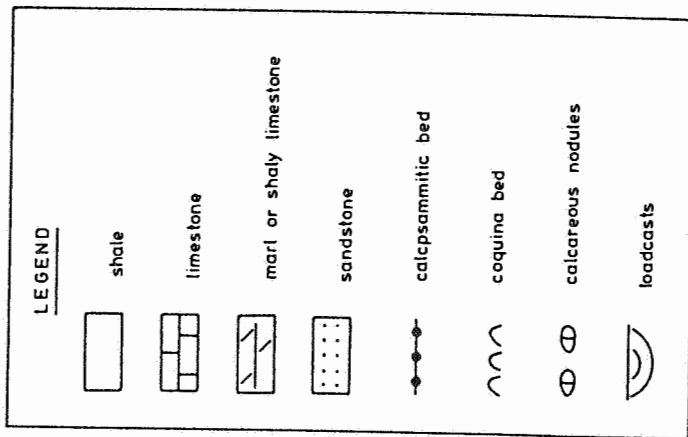 LEGEND
shale
limestone
marl or shaly limestone
sandstone
calcpsammitic bed
coquina bed
calcareous nodules
loadcasts